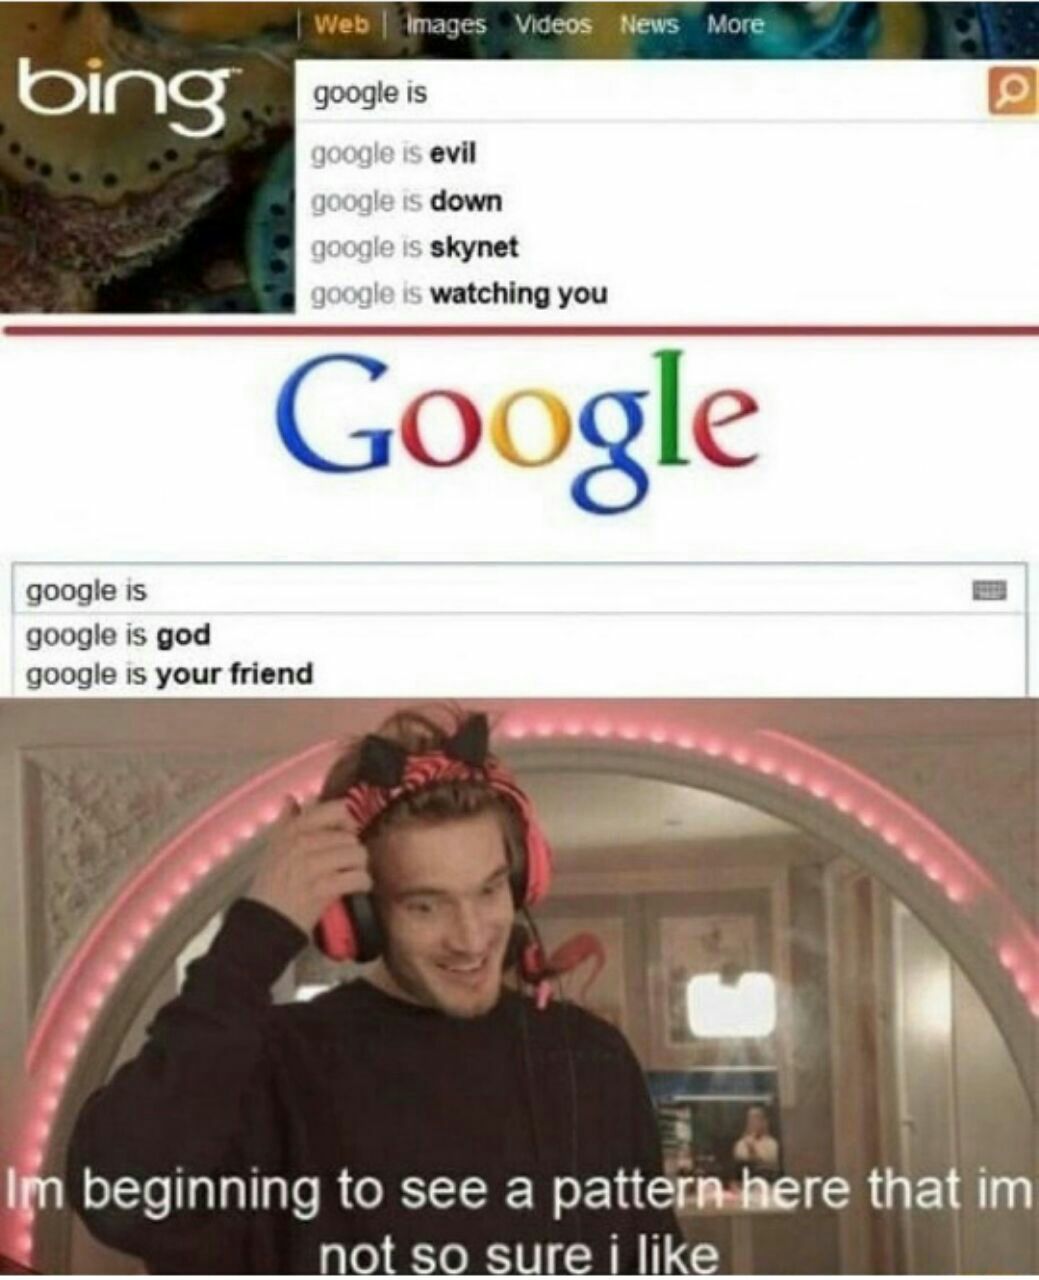 Web | Images Videos News More
bing
google is
google is evil
google is down
google is skynet
google is watching you
Google
google is
google is god
google is your friend
Im beginning to see a pattern here that im
not so sure i like